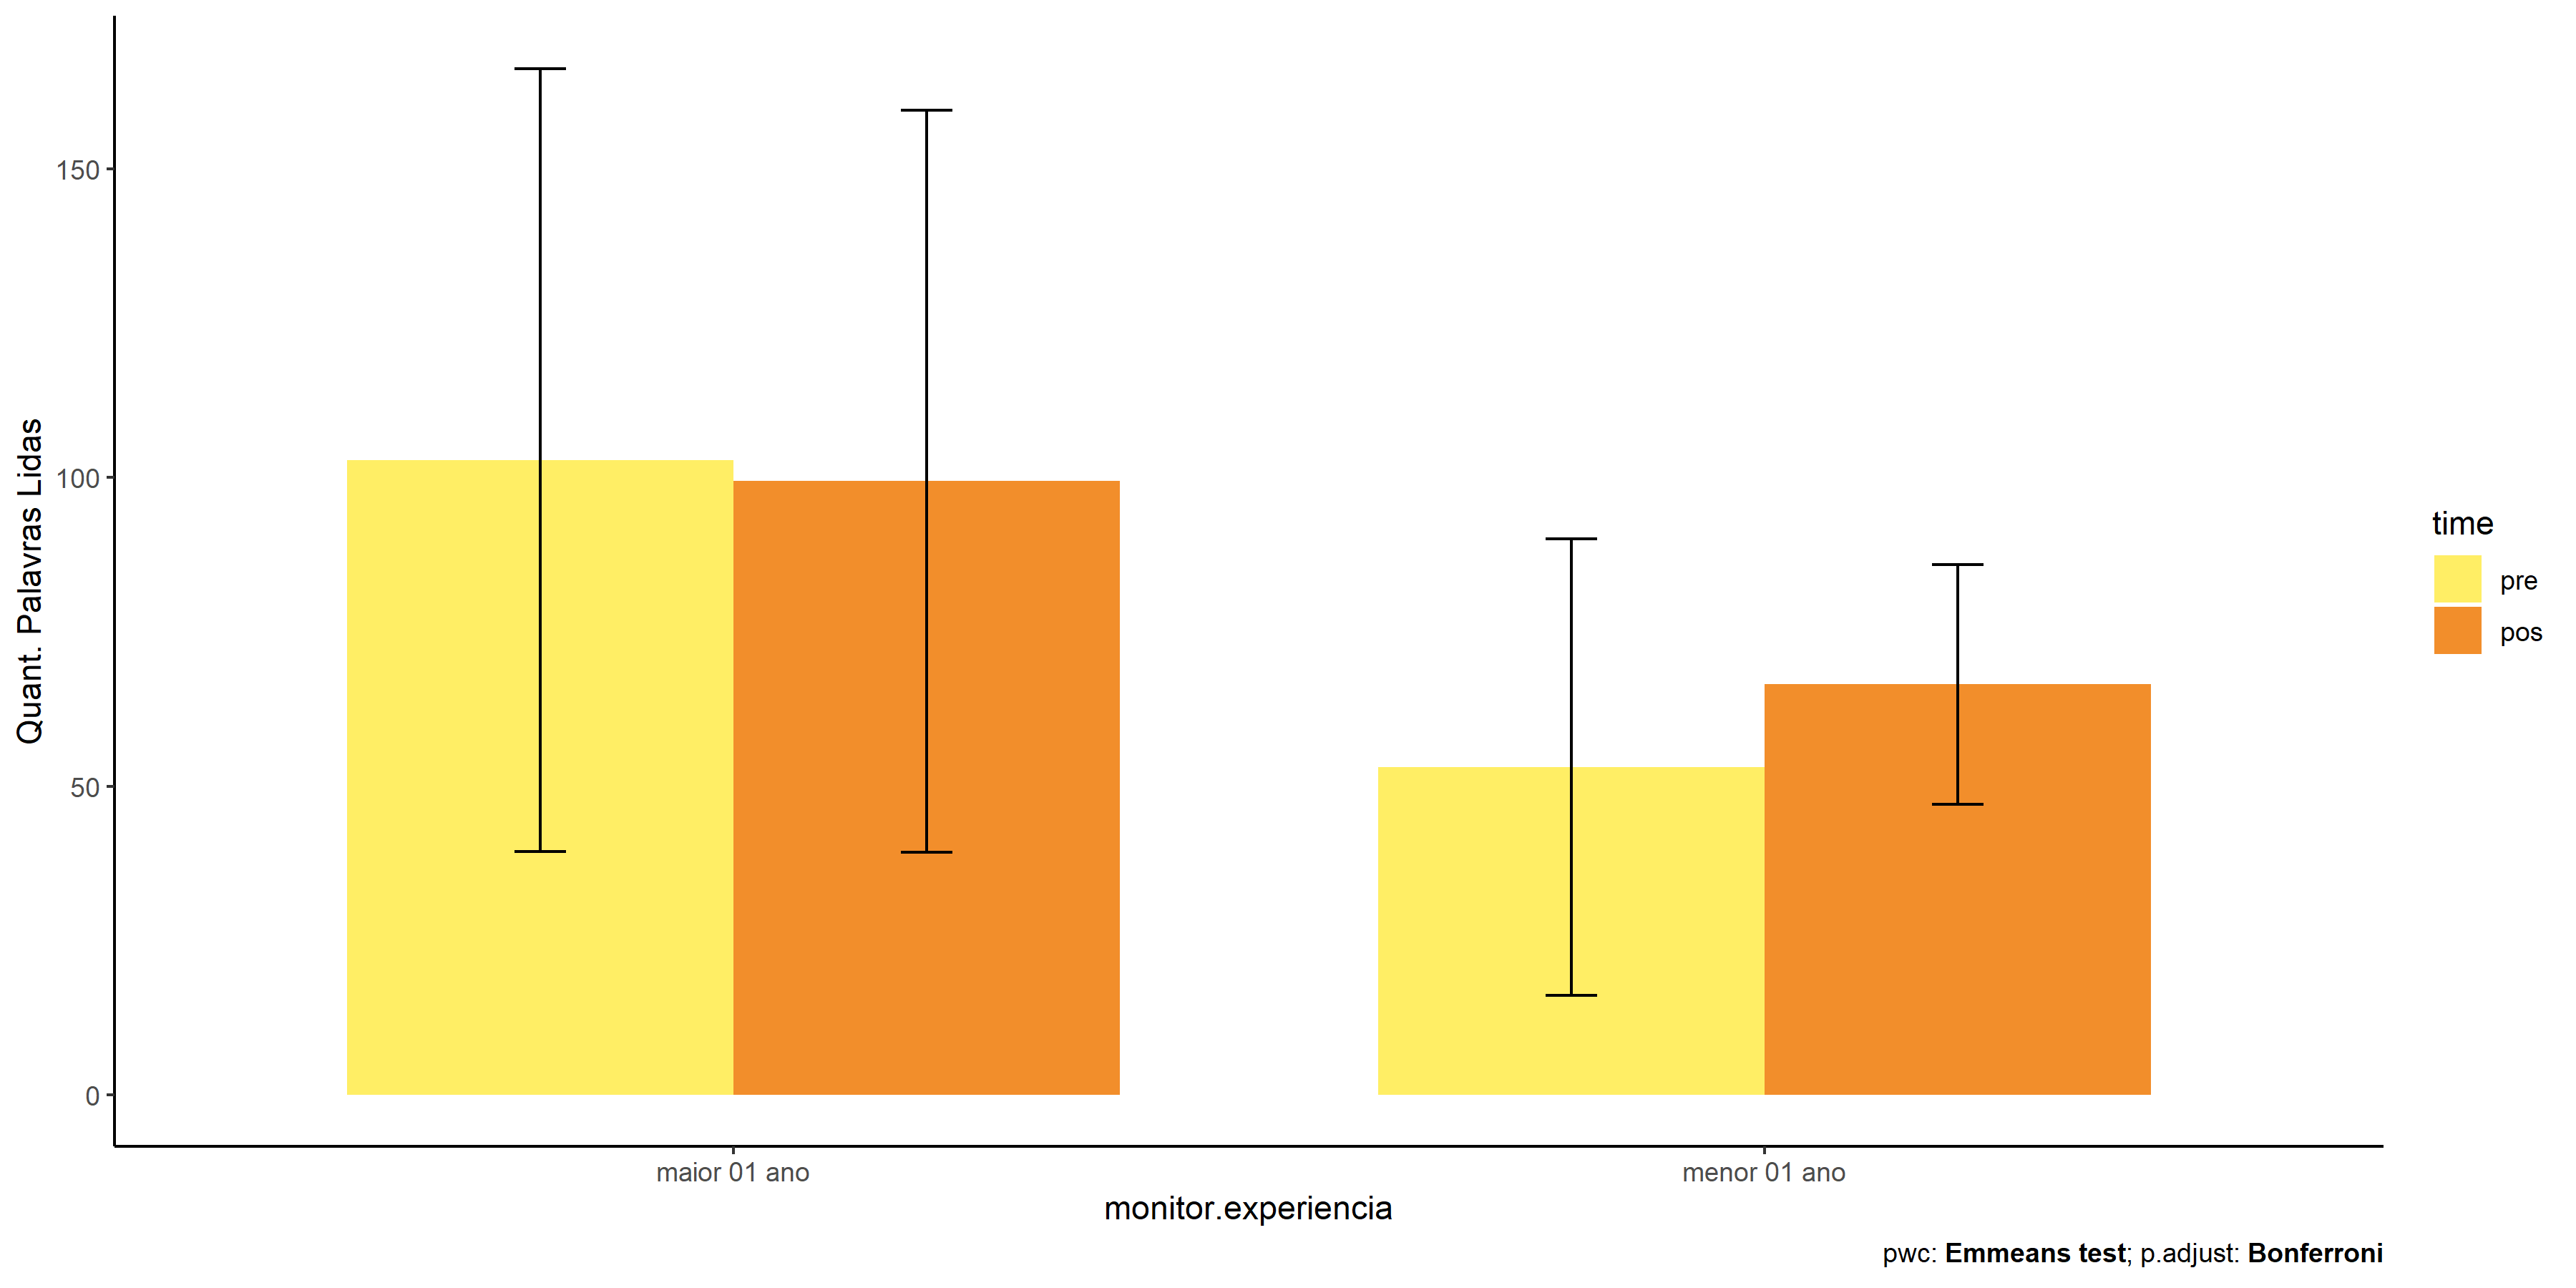 Quant. Palavras Lidas
150
100
50
0
maior 01 ano
menor 01 ano
monitor.experiencia
time
pre
pos
pwc: Emmeans test; p.adjust: Bonferroni